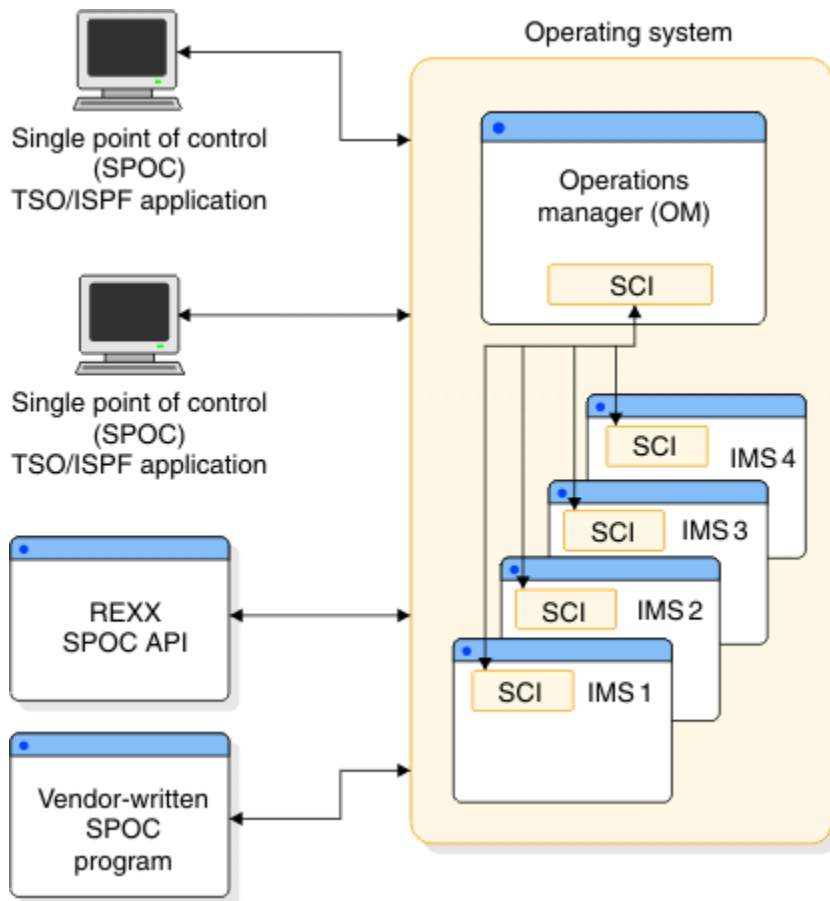 Operating system
Single point of control
(SPOC)
TSO/ISPF application
Operations
manager (OM)
SCI
Single point of control
(SPOC)
TSO/ISPF application
SCI
IMS 4
SCI
IMS 3
SCI
IMS 2
SCI
IMS 1
REXX
SPOC API
Vendor-written
SPOC
program